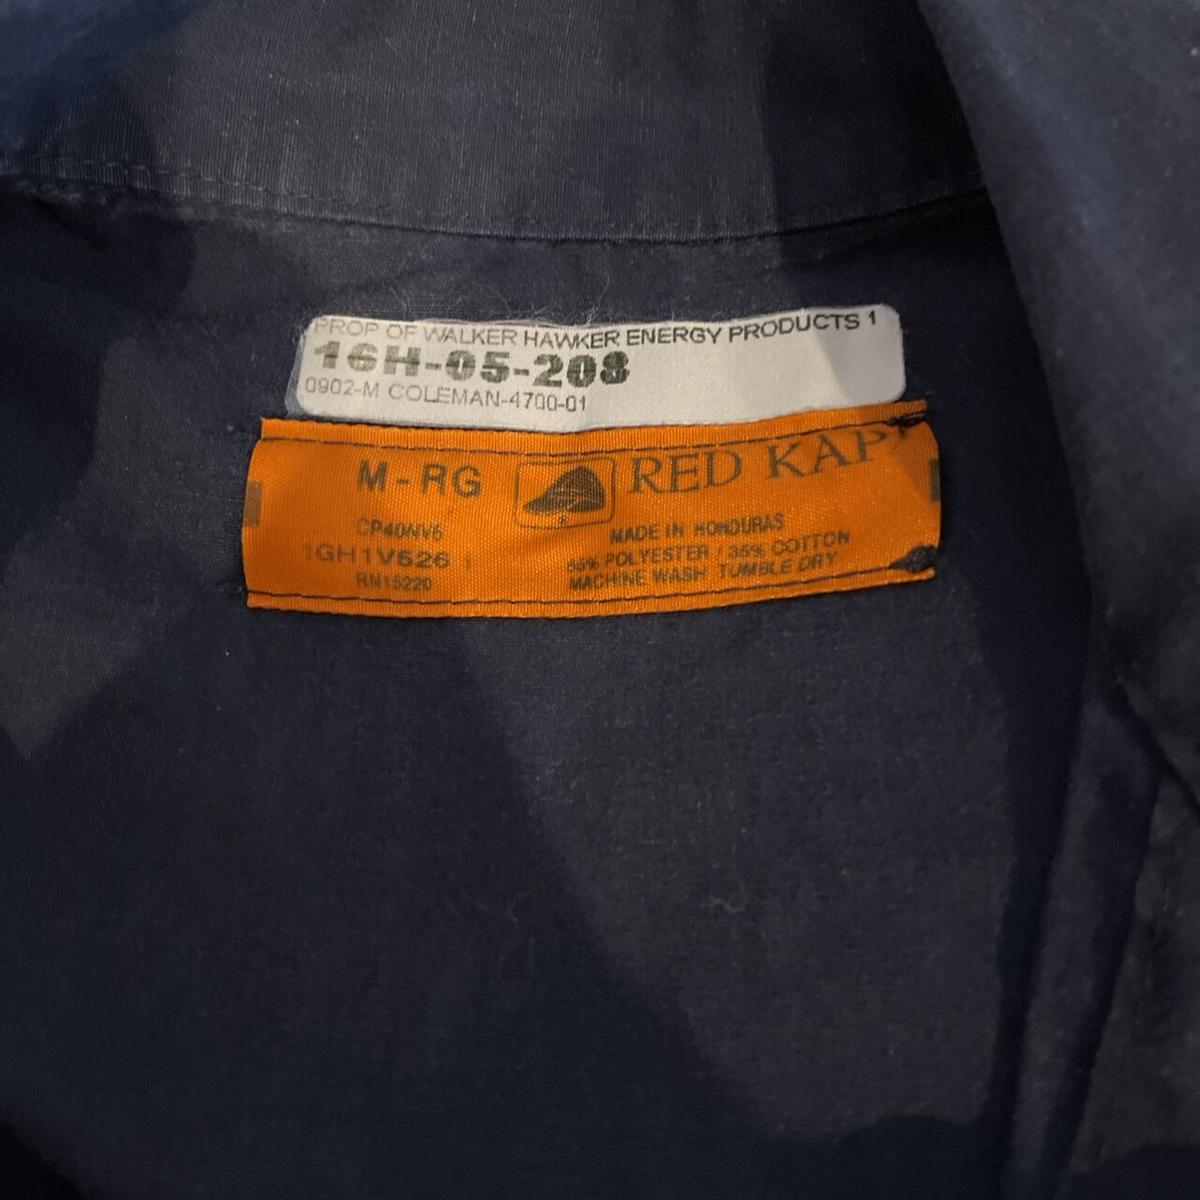 PROP OF WALKER HAWKER ENERGY PRODUCTS 1
16H-05-208
0902-M COLEMAN-4700-01
M-RG
RED KAP
CP40NV6
1GH1V526 1
RN15220
MADE IN HONDURAS
65% POLYESTER / 35% COTTON
MACHINE WASH TUMBLE DRY